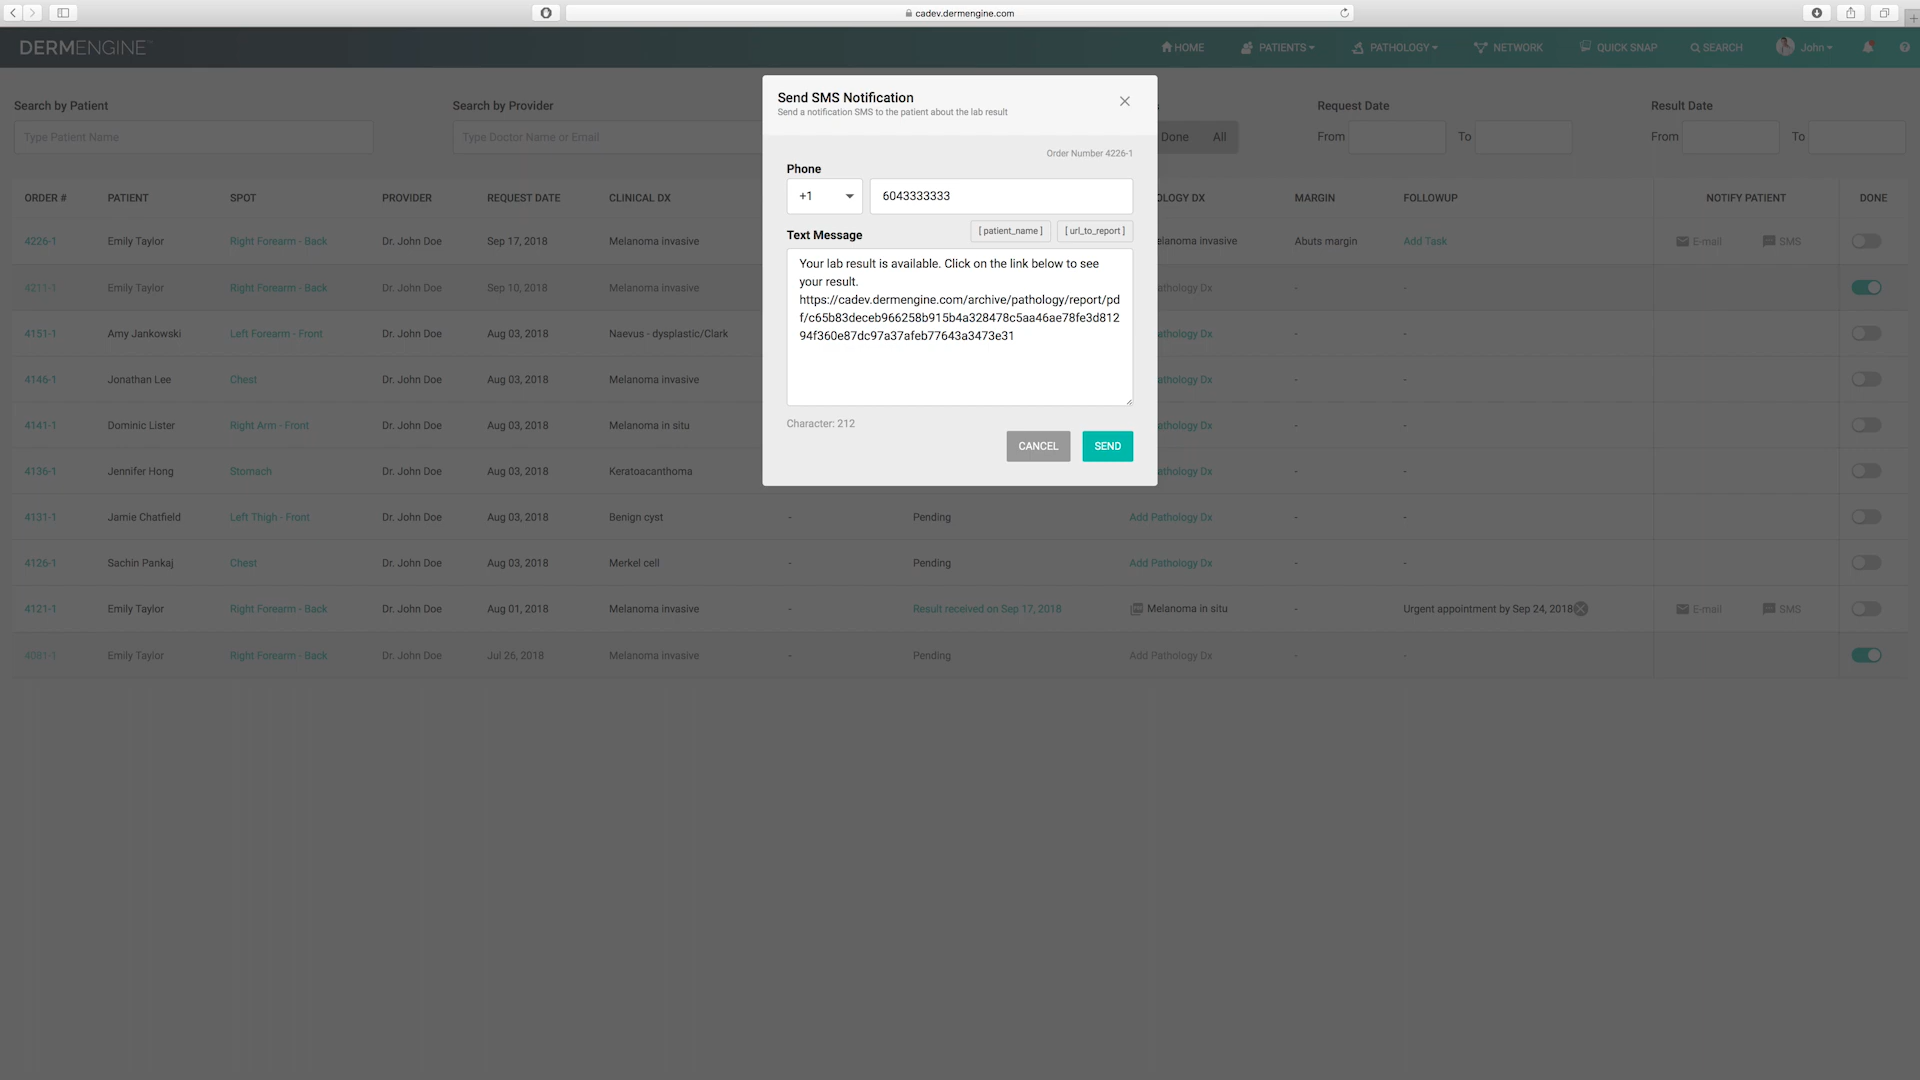 cadev.dermengine.com
DERMENGINE
HOME PATIENTS PATHOLOGY NETWORK QUICK SNAP SEARCH John
Send SMS Notification
Send a notification SMS to the patient about the lab result
Search by Patient Search by Provider Request Date Result Date
Type Patient Name Type Doctor Name or Email Done All From To From To
Order Number 4226-1
Phone
+1 6043333333
Text Message [ patient_name ] [ url_to_report ]
Your lab result is available. Click on the link below to see
your result.
https://cadev.dermengine.com/archive/pathology/report/pd
f/c65b83deceb966258b915b4a328478c5aa46ae78fe3d812
94f360e87dc97a37afeb77643a3473e31
Character: 212
CANCEL SEND
ORDER # PATIENT SPOT PROVIDER REQUEST DATE CLINICAL DX OLOGY DX MARGIN FOLLOWUP NOTIFY PATIENT DONE
4226-1 Emily Taylor Right Forearm - Back Dr. John Doe Sep 17, 2018 Melanoma invasive elanoma invasive Abuts margin Add Task E-mail SMS
4211-1 Emily Taylor Right Forearm - Back Dr. John Doe Sep 10, 2018 Melanoma invasive athology Dx - -
4151-1 Amy Jankowski Left Forearm - Front Dr. John Doe Aug 03, 2018 Naevus - dysplastic/Clark athology Dx - -
4146-1 Jonathan Lee Chest Dr. John Doe Aug 03, 2018 Melanoma invasive athology Dx - -
4141-1 Dominic Lister Right Arm - Front Dr. John Doe Aug 03, 2018 Melanoma in situ athology Dx - -
4136-1 Jennifer Hong Stomach Dr. John Doe Aug 03, 2018 Keratoacanthoma athology Dx - -
4131-1 Jamie Chatfield Left Thigh - Front Dr. John Doe Aug 03, 2018 Benign cyst - Pending Add Pathology Dx - -
4126-1 Sachin Pankaj Chest Dr. John Doe Aug 03, 2018 Merkel cell - Pending Add Pathology Dx - -
4121-1 Emily Taylor Right Forearm - Back Dr. John Doe Aug 01, 2018 Melanoma invasive - Result received on Sep 17, 2018 Melanoma in situ - Urgent appointment by Sep 24, 2018 E-mail SMS
4081-1 Emily Taylor Right Forearm - Back Dr. John Doe Jul 26, 2018 Melanoma invasive - Pending Add Pathology Dx - -